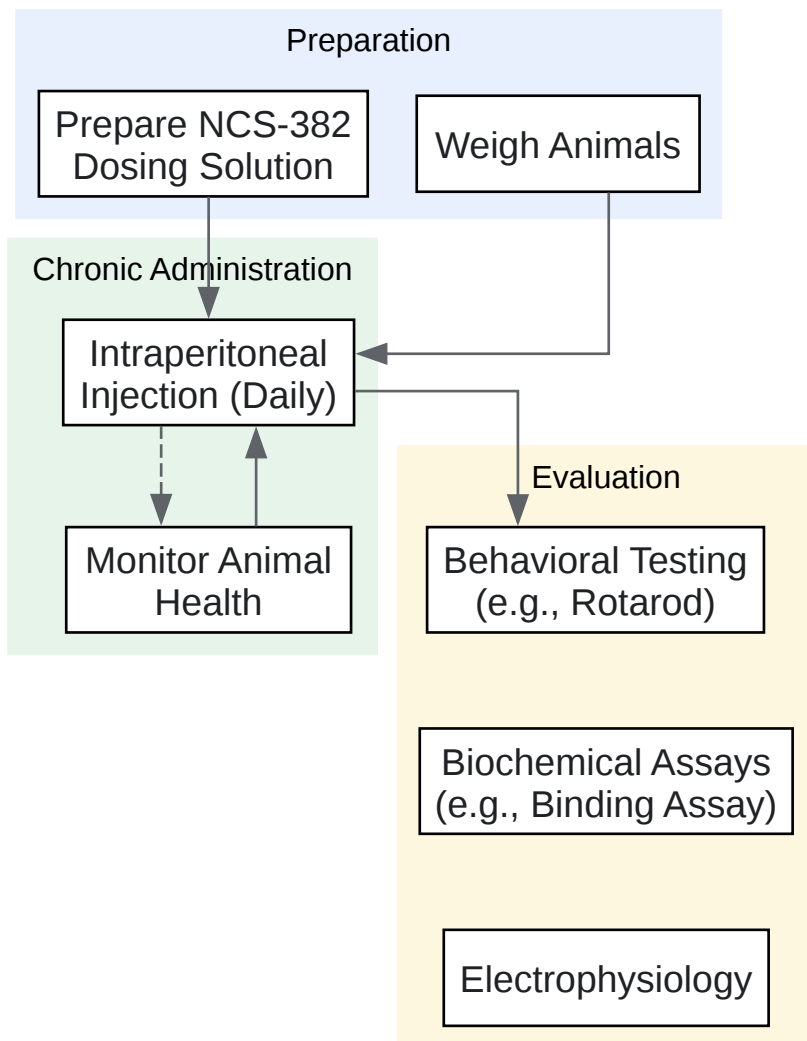 Preparation
Prepare NCS-382
Dosing Solution
Weigh Animals
Chronic Administration
Intraperitoneal
Injection (Daily)
Monitor Animal
Health
Evaluation
Behavioral Testing
(e.g., Rotarod)
Biochemical Assays
(e.g., Binding Assay)
Electrophysiology